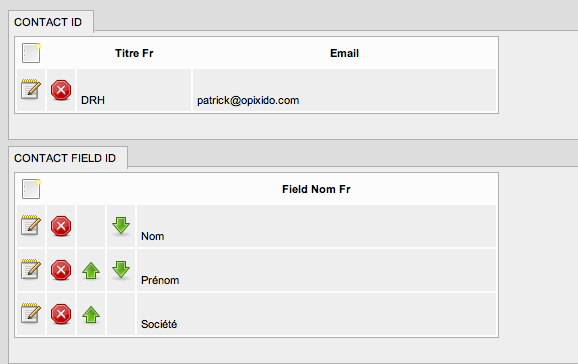 CONTACT ID
Titre Fr Email
DRH patrick@opixido.com
CONTACT FIELD ID
Field Nom Fr
Nom
Prénom
Société